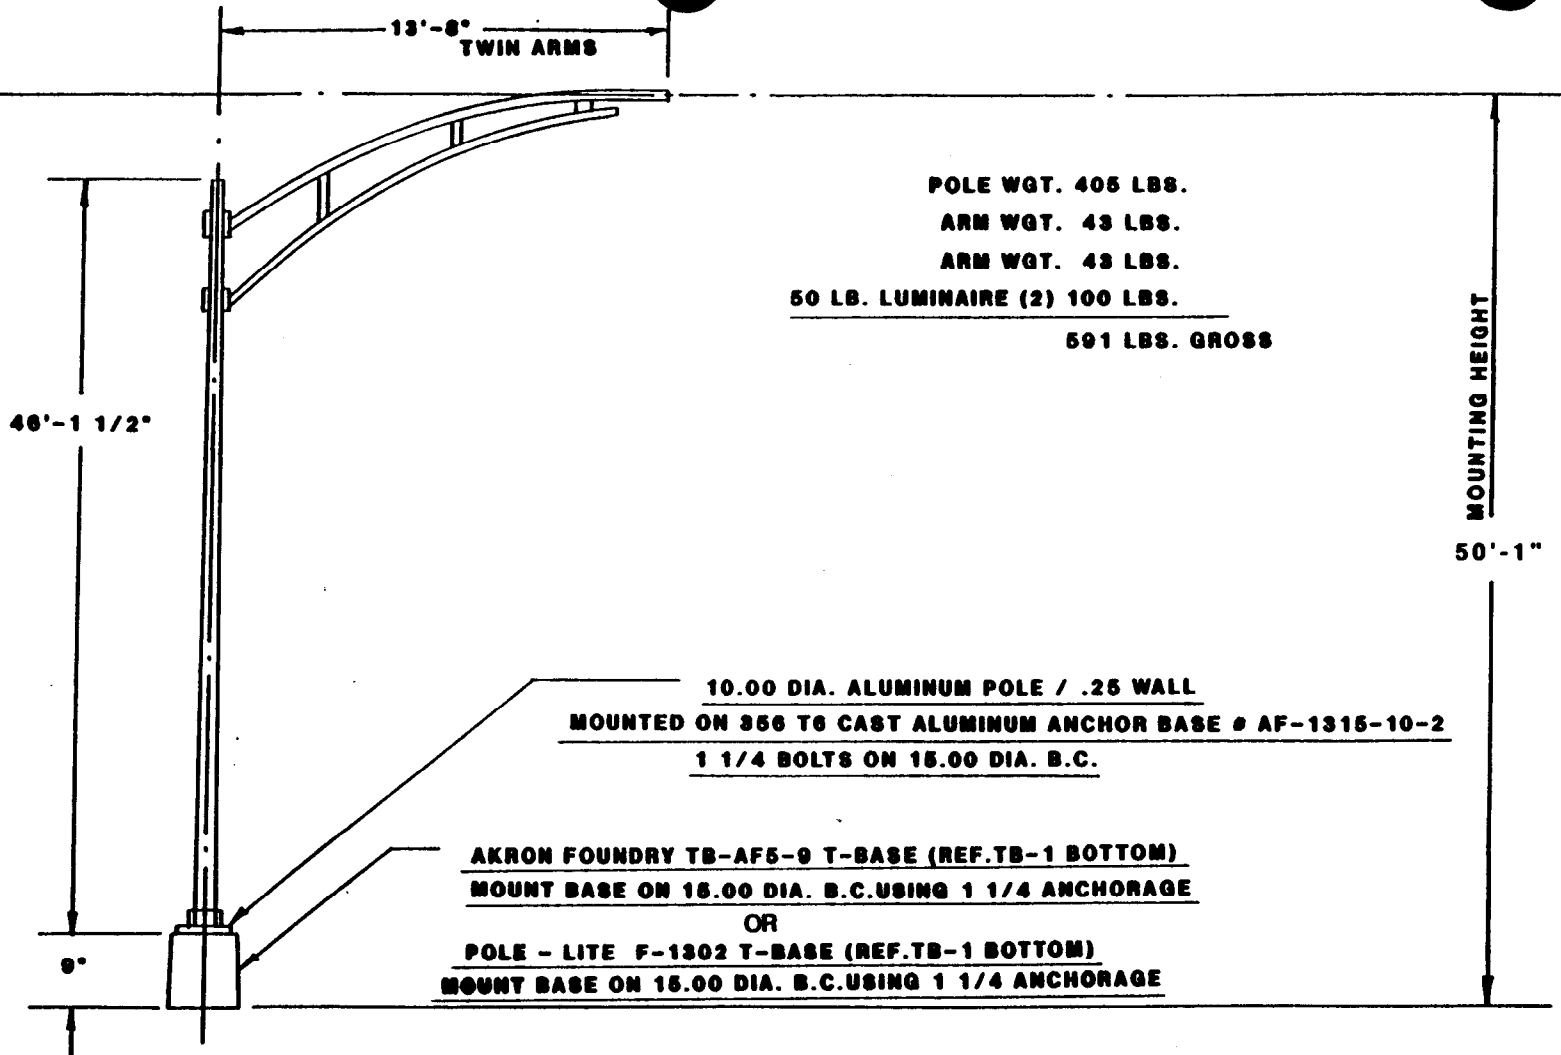 13'-8"
TWIN ARMS
POLE WGT. 405 LBS.
ARM WGT. 43 LBS.
ARM WGT. 43 LBS.
50 LB. LUMINAIRE (2) 100 LBS.
591 LBS. GROSS
MOUNTING HEIGHT
46'-1 1/2"
50'-1"
10.00 DIA. ALUMINUM POLE / .25 WALL
MOUNTED ON 356 T6 CAST ALUMINUM ANCHOR BASE # AF-1315-10-2
1 1/4 BOLTS ON 15.00 DIA. B.C.
AKRON FOUNDRY TB-AF5-9 T-BASE (REF.TB-1 BOTTOM)
MOUNT BASE ON 15.00 DIA. B.C.USING 1 1/4 ANCHORAGE
OR
POLE - LITE F-1302 T-BASE (REF.TB-1 BOTTOM)
MOUNT BASE ON 15.00 DIA. B.C.USING 1 1/4 ANCHORAGE
9"